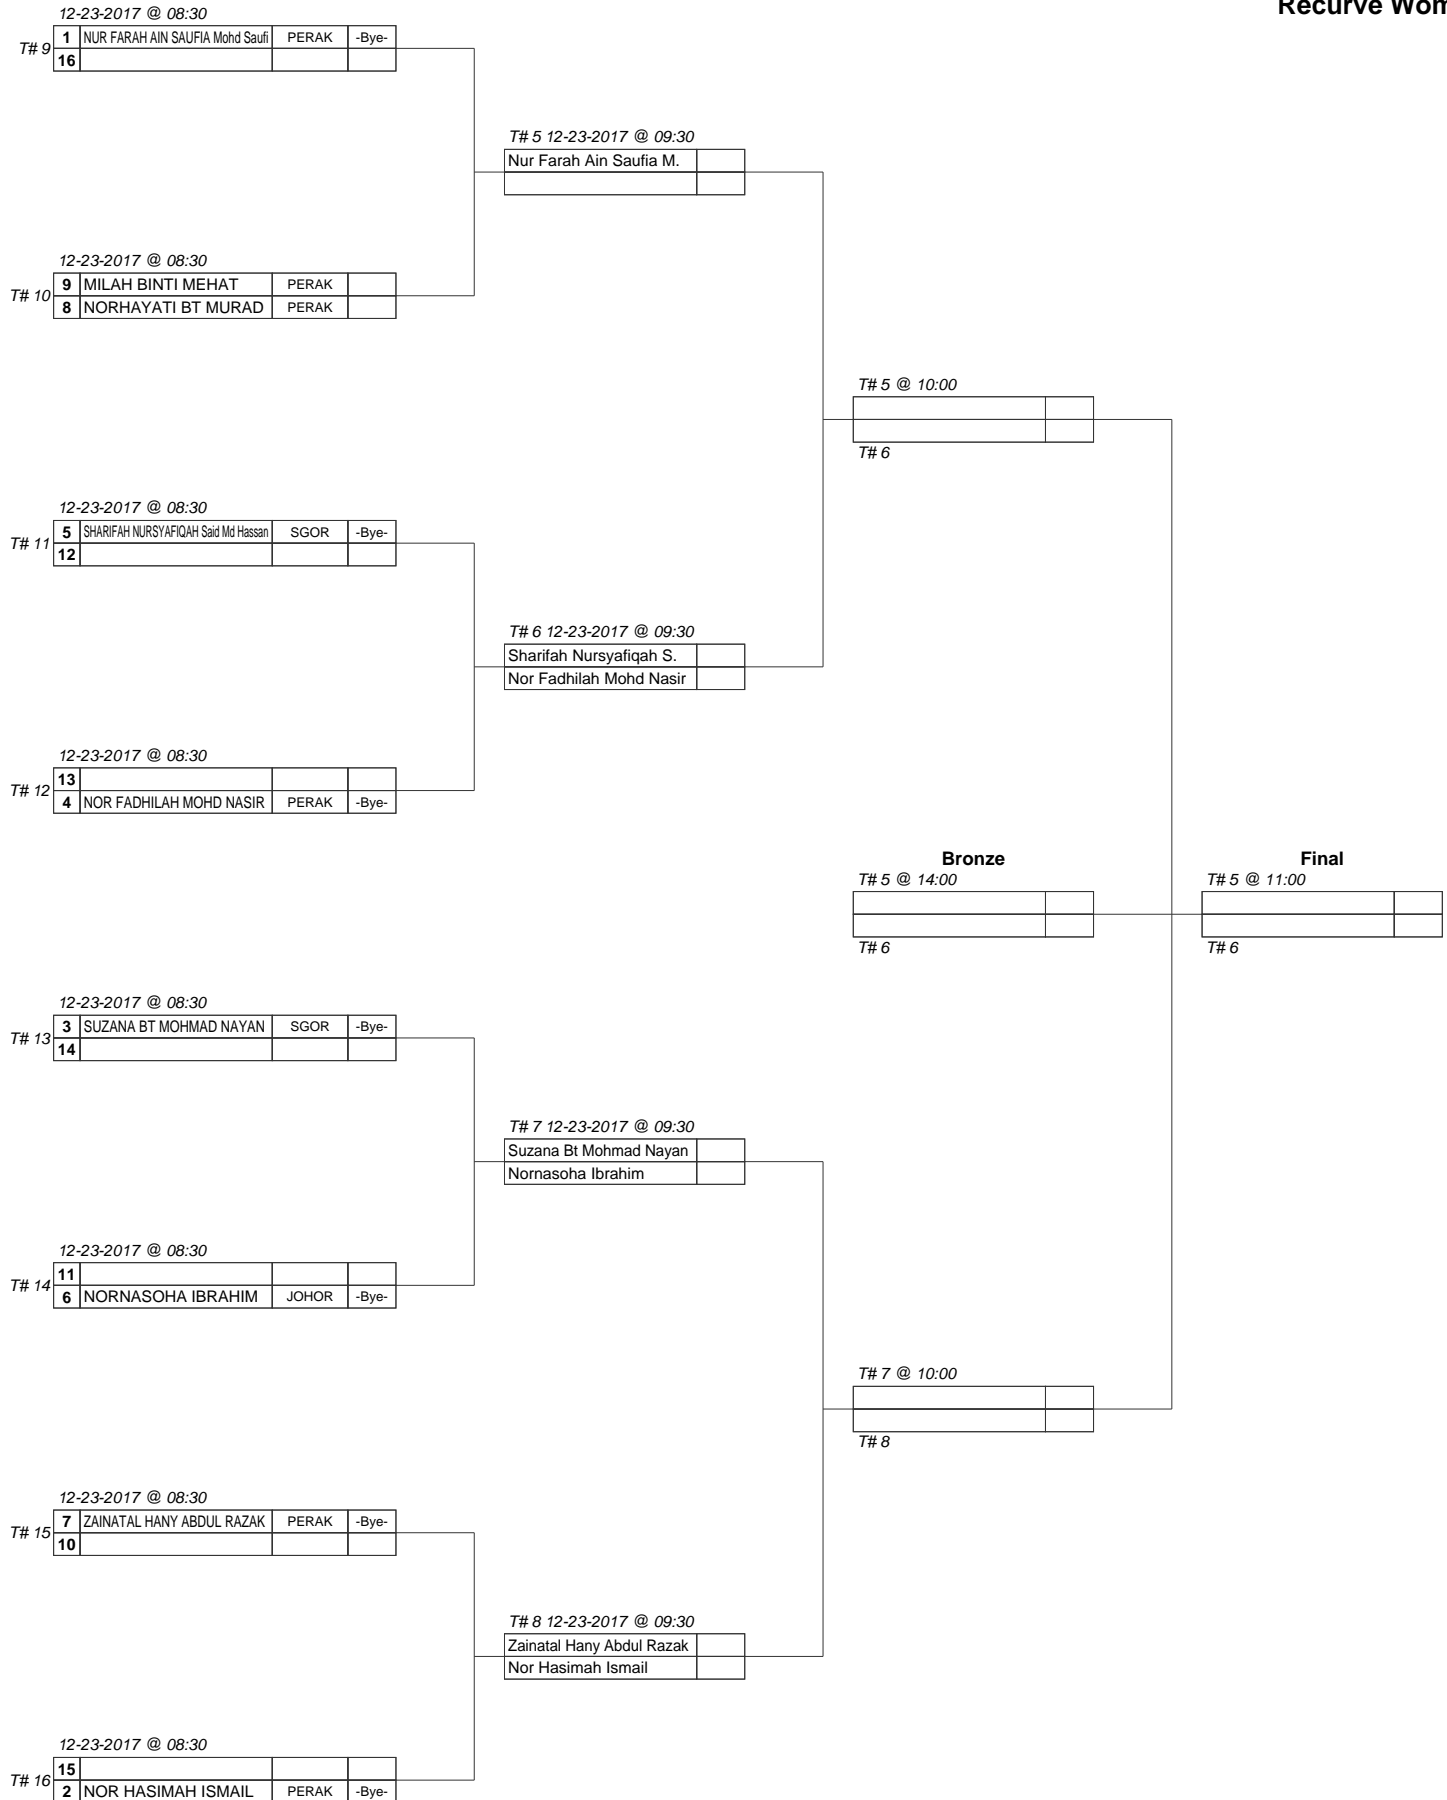 Recurve Wom
12-23-2017 @ 08:30
T# 9
1 NUR FARAH AIN SAUFIA Mohd Saufi PERAK -Bye-
16
T# 5 12-23-2017 @ 09:30
Nur Farah Ain Saufia M.
12-23-2017 @ 08:30
T# 10
9 MILAH BINTI MEHAT PERAK
8 NORHAYATI BT MURAD PERAK
T# 5 @ 10:00
T# 6
12-23-2017 @ 08:30
T# 11
5 SHARIFAH NURSYAFIQAH Said Md Hassan SGOR -Bye-
12
T# 6 12-23-2017 @ 09:30
Sharifah Nursyafiqah S.
Nor Fadhilah Mohd Nasir
12-23-2017 @ 08:30
T# 12
13
4 NOR FADHILAH MOHD NASIR PERAK -Bye-
Bronze
T# 5 @ 14:00
T# 6
Final
T# 5 @ 11:00
T# 6
12-23-2017 @ 08:30
T# 13
3 SUZANA BT MOHMAD NAYAN SGOR -Bye-
14
T# 7 12-23-2017 @ 09:30
Suzana Bt Mohmad Nayan
Nornasoha Ibrahim
12-23-2017 @ 08:30
T# 14
11
6 NORNASOHA IBRAHIM JOHOR -Bye-
T# 7 @ 10:00
T# 8
12-23-2017 @ 08:30
T# 15
7 ZAINATAL HANY ABDUL RAZAK PERAK -Bye-
10
T# 8 12-23-2017 @ 09:30
Zainatal Hany Abdul Razak
Nor Hasimah Ismail
12-23-2017 @ 08:30
T# 16
15
2 NOR HASIMAH ISMAIL PERAK -Bye-